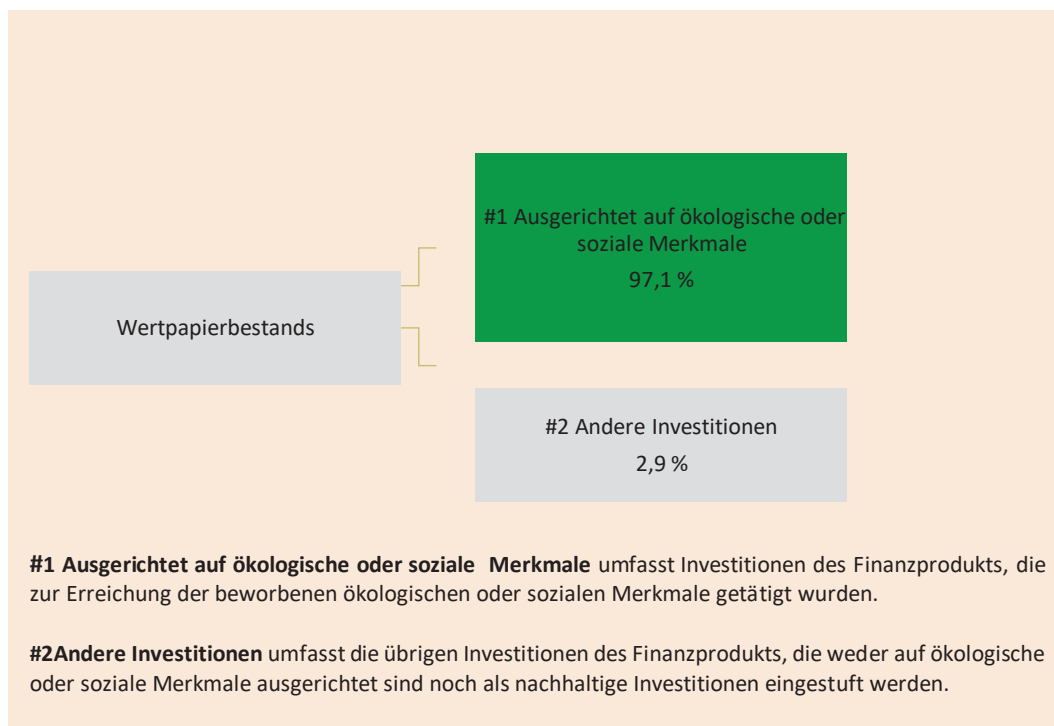 #1 Ausgerichtet auf ökologische oder
soziale Merkmale
97,1 %
Wertpapierbestands
#2 Andere Investitionen
2,9 %
#1 Ausgerichtet auf ökologische oder soziale Merkmale umfasst Investitionen des Finanzprodukts, die
zur Erreichung der beworbenen ökologischen oder sozialen Merkmale getätigt wurden.
#2Andere Investitionen umfasst die übrigen Investitionen des Finanzprodukts, die weder auf ökologische
oder soziale Merkmale ausgerichtet sind noch als nachhaltige Investitionen eingestuft werden.